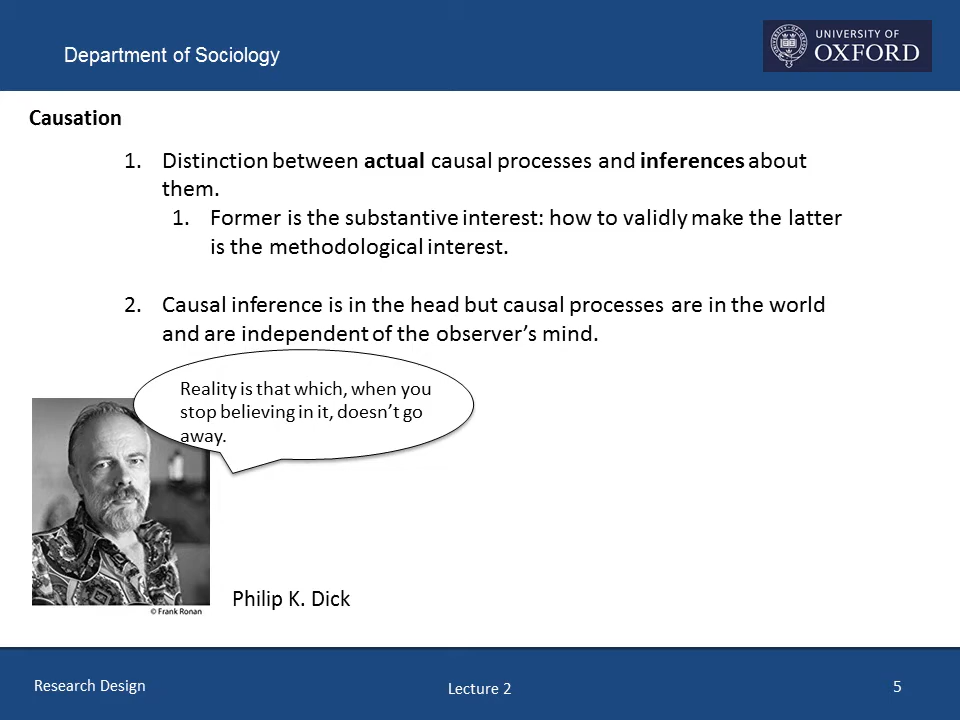 Department of Sociology
UNIVERSITY OF
OXFORD
Causation
1. Distinction between actual causal processes and inferences about
them.
1. Former is the substantive interest: how to validly make the latter
is the methodological interest.
2. Causal inference is in the head but causal processes are in the world
and are independent of the observer’s mind.
Reality is that which, when you
stop believing in it, doesn’t go
away.
© Frank Ronan
Philip K. Dick
Research Design
Lecture 2
5